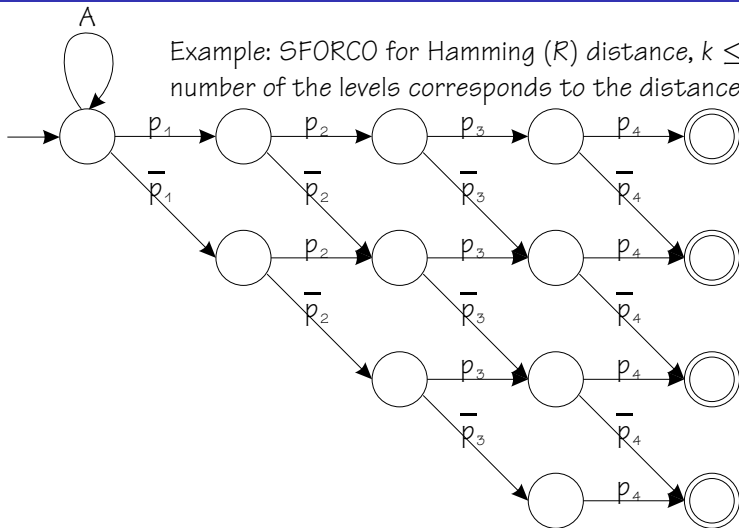 A
Example: SFORCO for Hamming (R) distance, k ≤
number of the levels corresponds to the distance
p₁ p₂ p₃ p₄
p̅₁ p̅₂ p̅₃ p̅₄
p₂ p₃ p₄
p̅₂ p̅₃ p̅₄
p₃ p₄
p̅₃ p̅₄
p₄